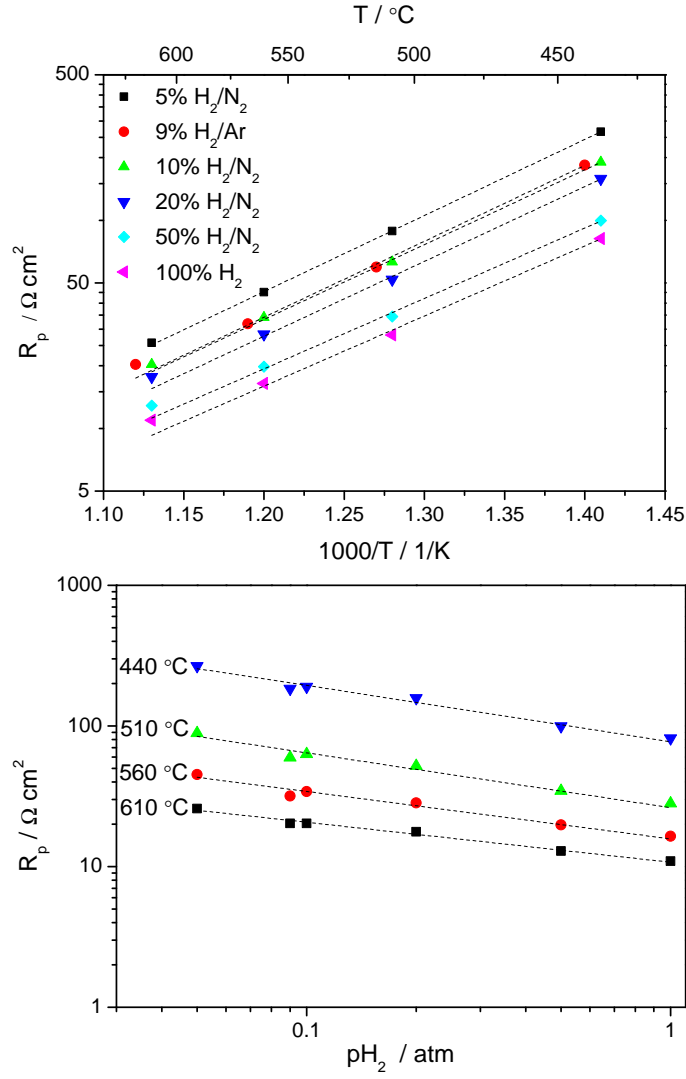 T / °C
600 550 500 450
500
5% H₂/N₂
9% H₂/Ar
10% H₂/N₂
20% H₂/N₂
50% H₂/N₂
100% H₂
50
R_p / Ω cm²
5
1.10 1.15 1.20 1.25 1.30 1.35 1.40 1.45
1000/T / 1/K
1000
440 °C
510 °C
100
560 °C
610 °C
R_p / Ω cm²
10
1
0.1 1
pH₂ / atm